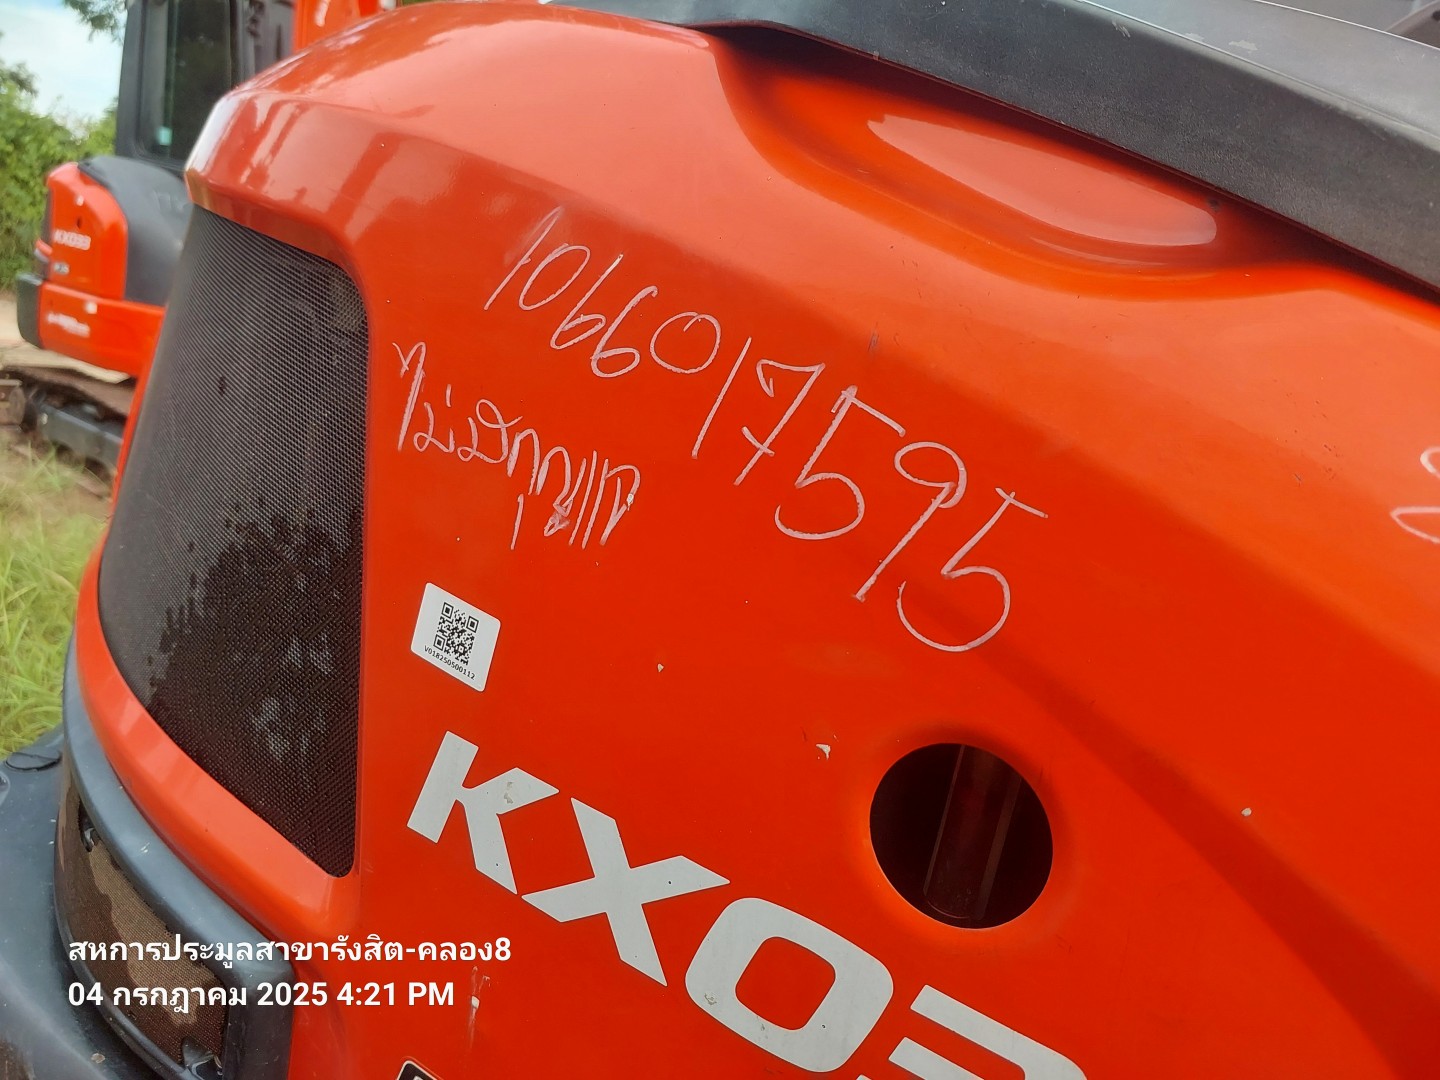 KX033
1066017595
ไม่มีกุญแจ
V018250500112
KX03
สหการประมูลสาขารังสิต-คลอง8
04 กรกฎาคม 2025 4:21 PM